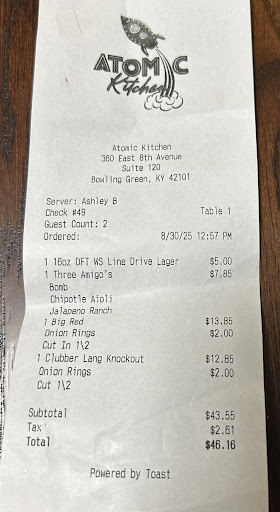 ATOMIC
Kitchen
Atomic Kitchen
360 East 8th Avenue
Suite 120
Bowling Green, KY 42101
Server: Ashley B
Check #49 Table 1
Guest Count: 2
Ordered: 8/30/25 12:57 PM
1 16oz DFT WS Line Drive Lager $5.00
1 Three Amigo's $7.85
Bomb
Chipotle Aioli
Jalapeno Ranch
1 Big Red $13.85
Onion Rings $2.00
Cut In 1\2
1 Clubber Lang Knockout $12.85
Onion Rings $2.00
Cut 1\2
Subtotal $43.55
Tax $2.61
Total $46.16
Powered by Toast